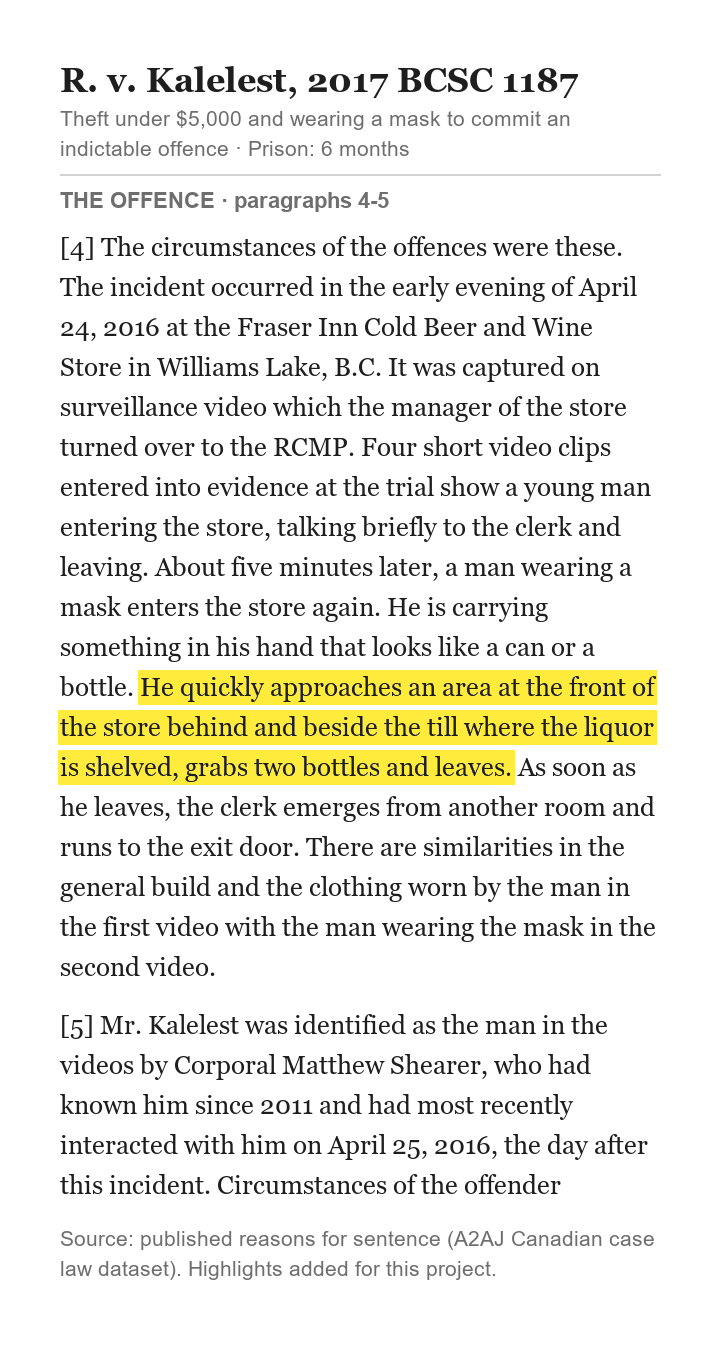 R. v. Kalelest, 2017 BCSC 1187
Theft under $5,000 and wearing a mask to commit an
indictable offence · Prison: 6 months
THE OFFENCE · paragraphs 4-5
[4] The circumstances of the offences were these.
The incident occurred in the early evening of April
24, 2016 at the Fraser Inn Cold Beer and Wine
Store in Williams Lake, B.C. It was captured on
surveillance video which the manager of the store
turned over to the RCMP. Four short video clips
entered into evidence at the trial show a young man
entering the store, talking briefly to the clerk and
leaving. About five minutes later, a man wearing a
mask enters the store again. He is carrying
something in his hand that looks like a can or a
bottle. He quickly approaches an area at the front of
the store behind and beside the till where the liquor
is shelved, grabs two bottles and leaves. As soon as
he leaves, the clerk emerges from another room and
runs to the exit door. There are similarities in the
general build and the clothing worn by the man in
the first video with the man wearing the mask in the
second video.
[5] Mr. Kalelest was identified as the man in the
videos by Corporal Matthew Shearer, who had
known him since 2011 and had most recently
interacted with him on April 25, 2016, the day after
this incident. Circumstances of the offender
Source: published reasons for sentence (A2AJ Canadian case
law dataset). Highlights added for this project.